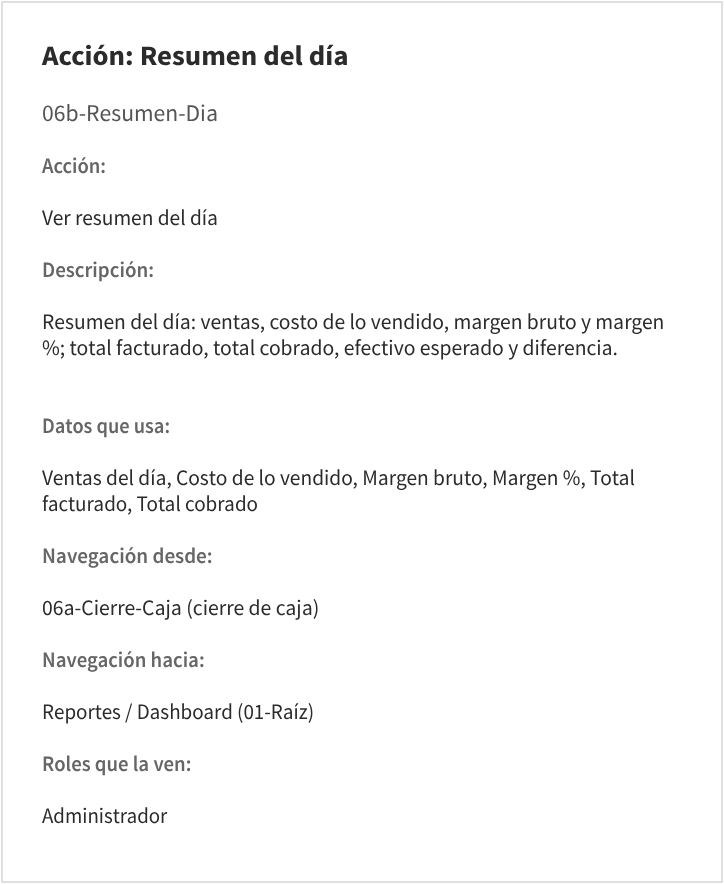 Acción: Resumen del día
06b-Resumen-Dia
Acción:
Ver resumen del día
Descripción:
Resumen del día: ventas, costo de lo vendido, margen bruto y margen
%; total facturado, total cobrado, efectivo esperado y diferencia.
Datos que usa:
Ventas del día, Costo de lo vendido, Margen bruto, Margen %, Total
facturado, Total cobrado
Navegación desde:
06a-Cierre-Caja (cierre de caja)
Navegación hacia:
Reportes / Dashboard (01-Raíz)
Roles que la ven:
Administrador